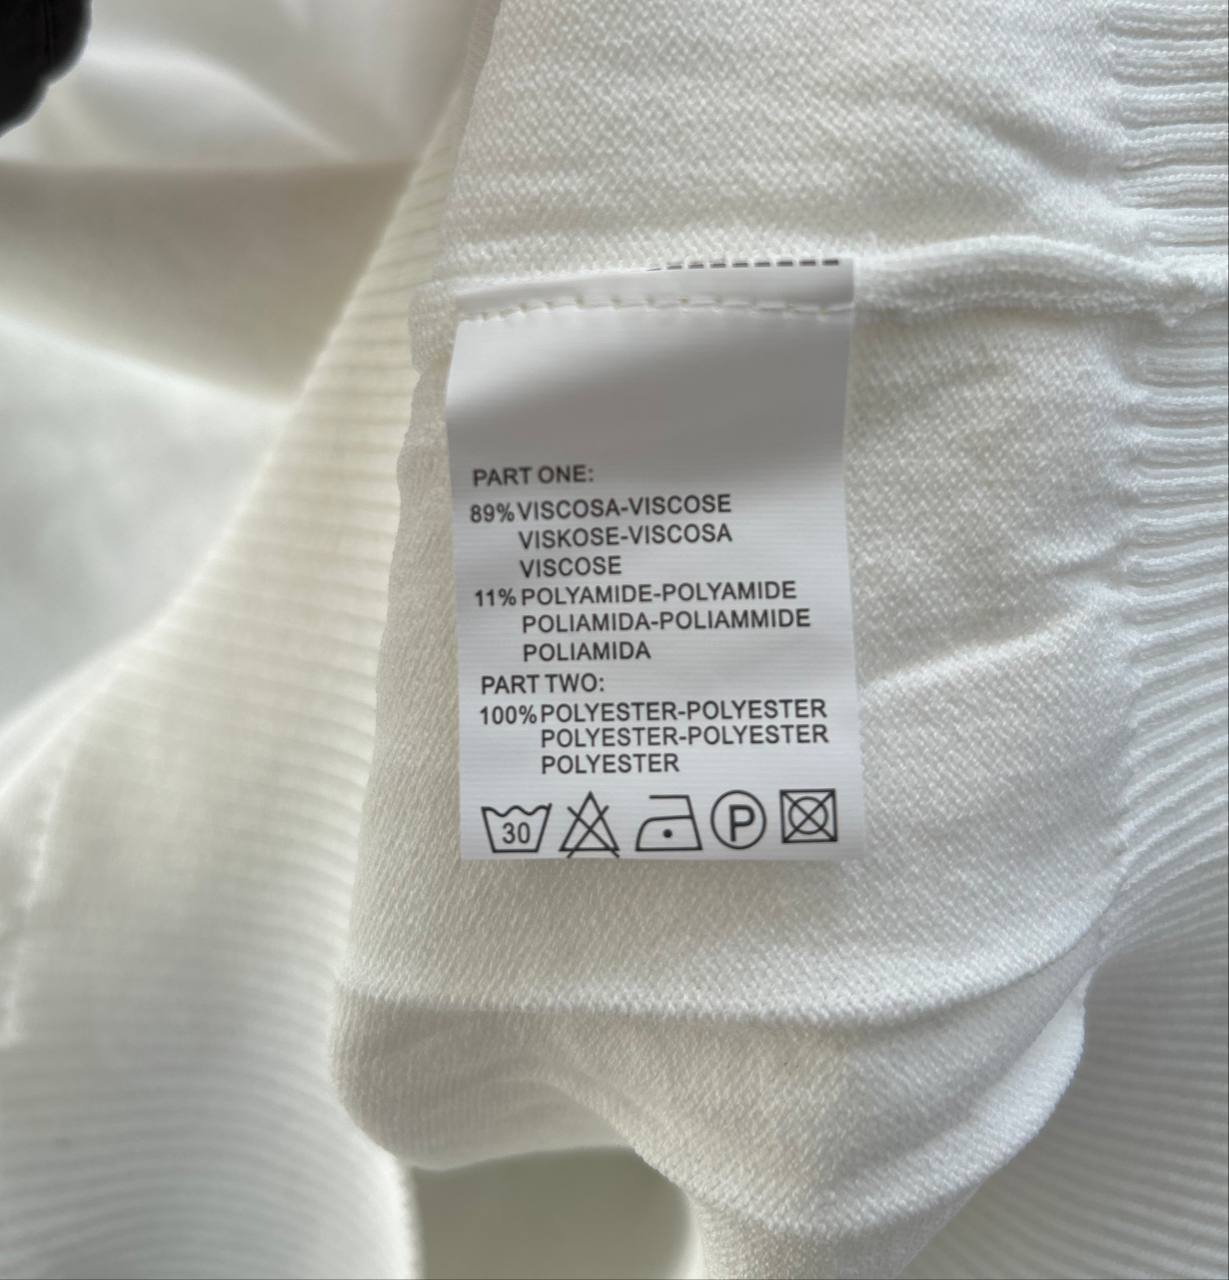 PART ONE:
89% VISCOSA-VISCOSE
VISKOSE-VISCOSA
VISCOSE
11% POLYAMIDE-POLYAMIDE
POLIAMIDA-POLIAMMIDE
POLIAMIDA
PART TWO:
100% POLYESTER-POLYESTER
POLYESTER-POLYESTER
POLYESTER
30 P